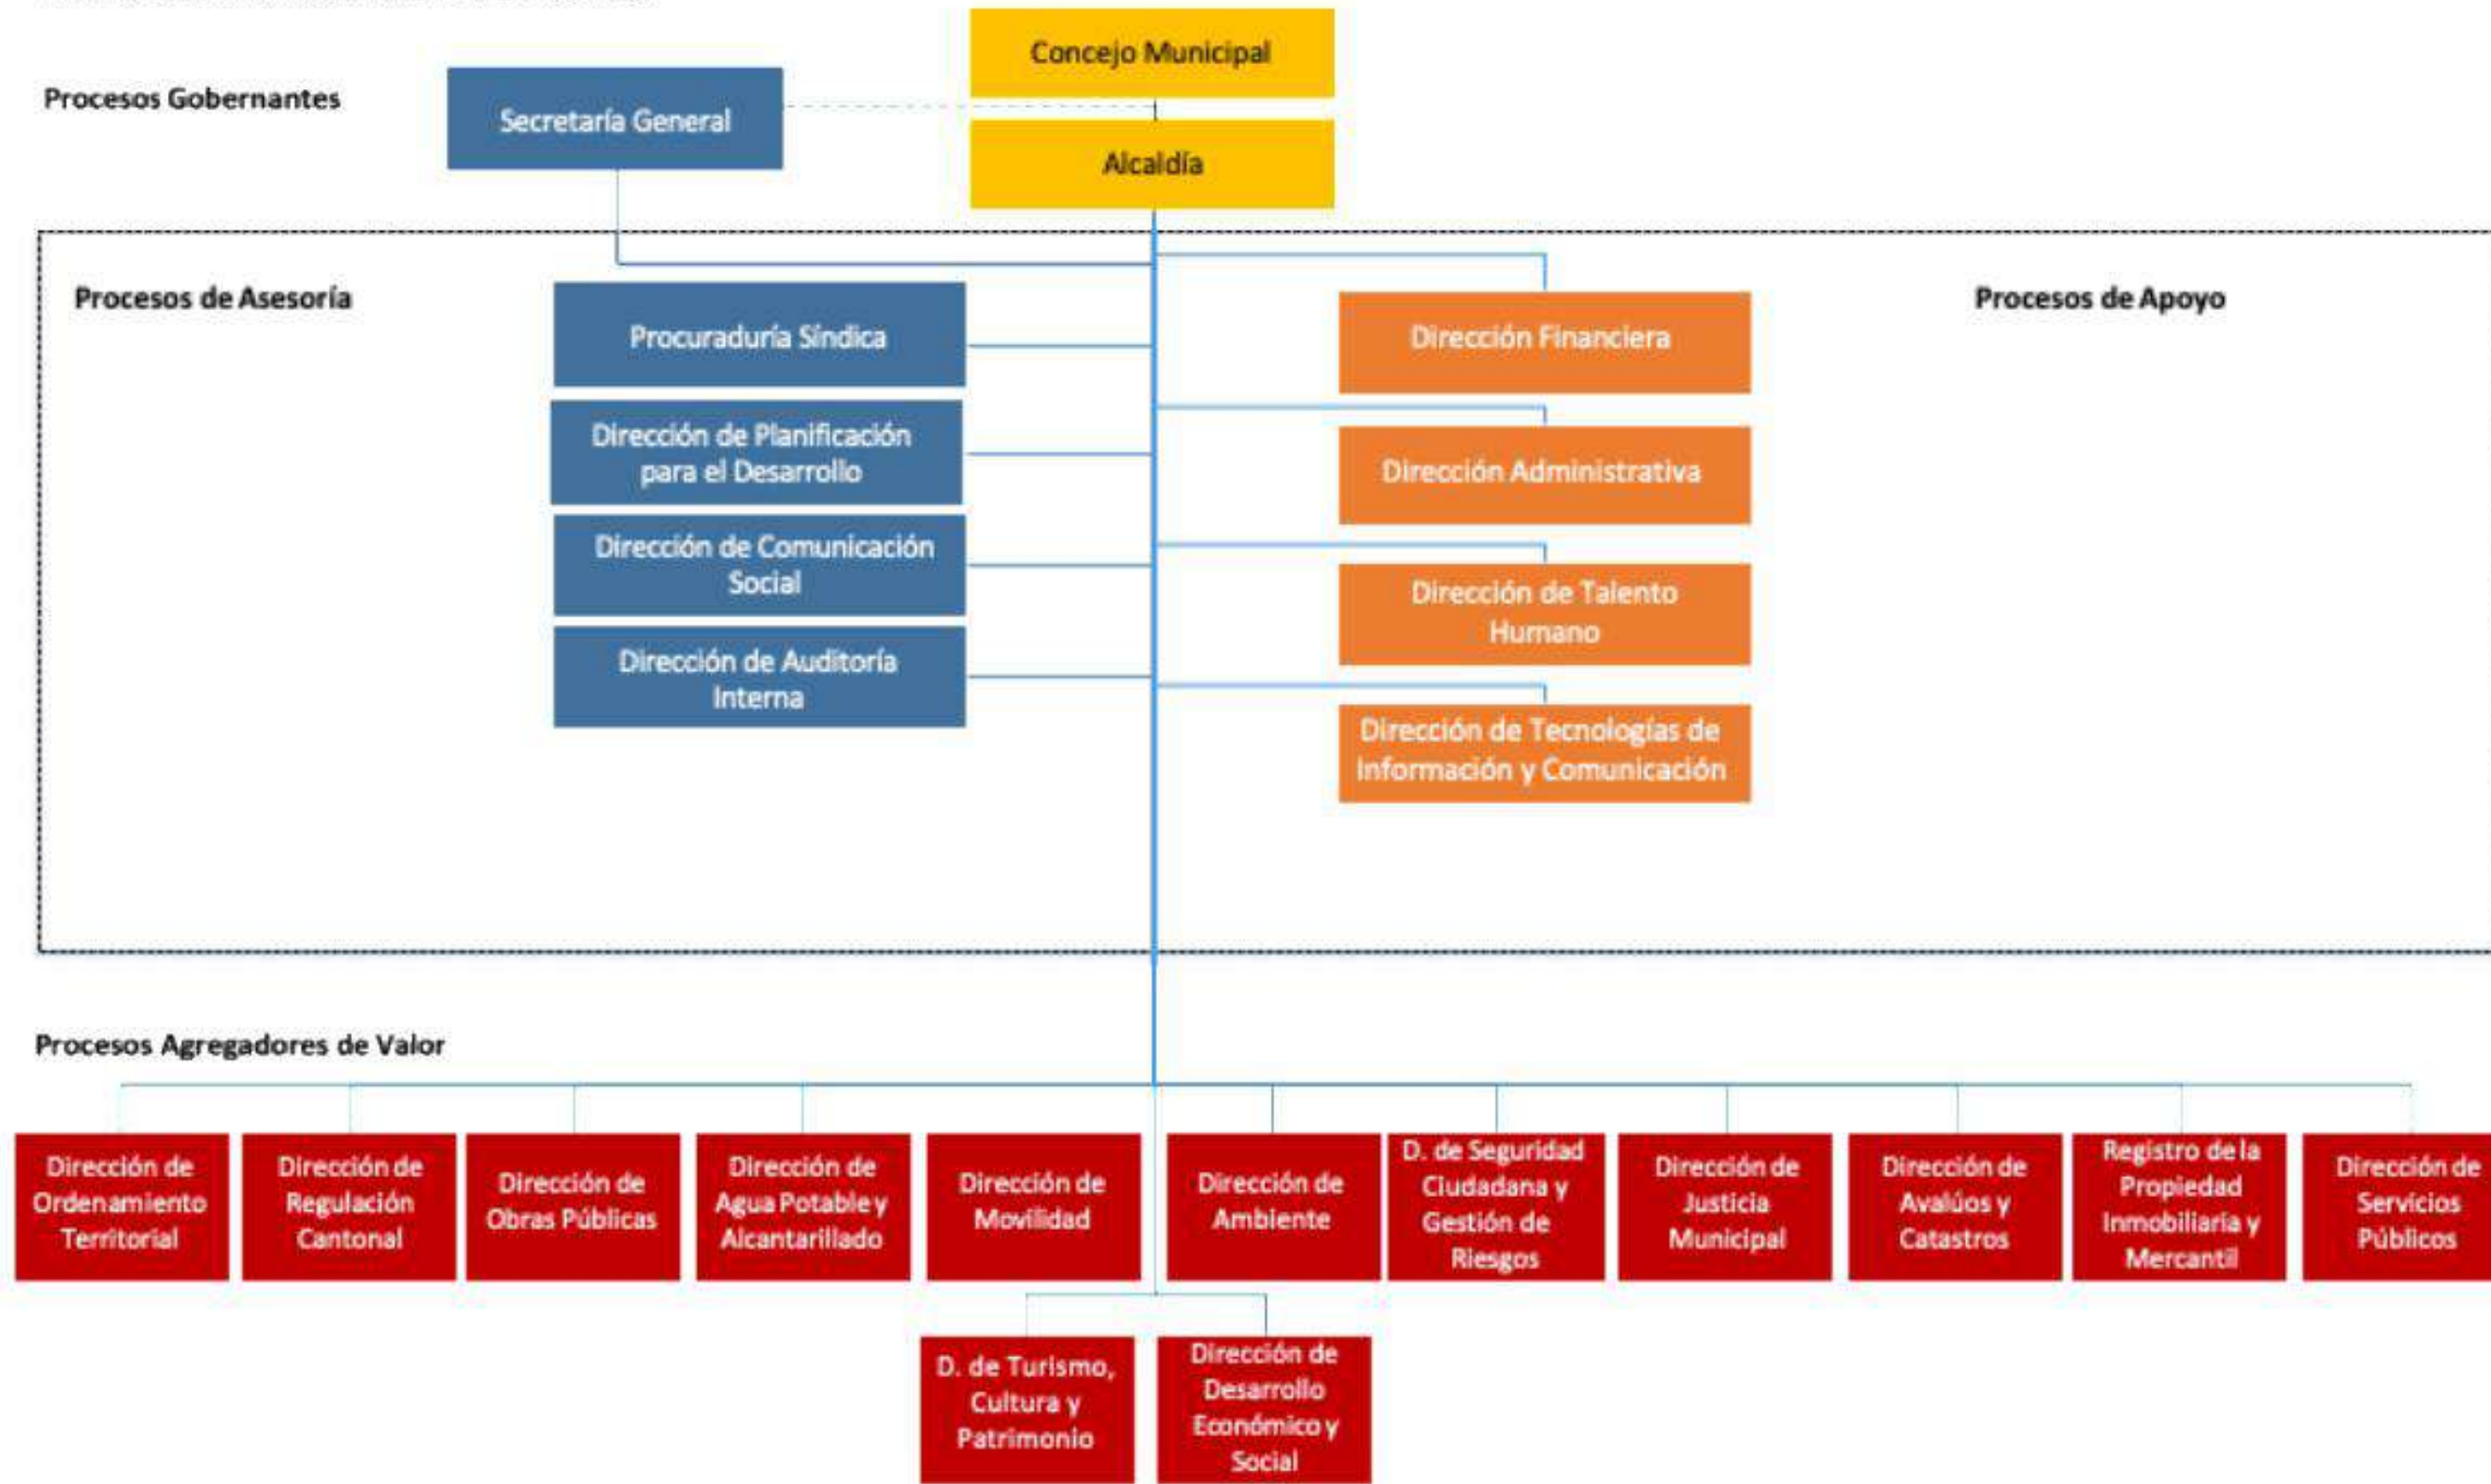 Concejo Municipal
Procesos Gobernantes
Secretaría General
Alcaldía
Procesos de Asesoría
Procesos de Apoyo
Procuraduría Síndica
Dirección de Planificación
para el Desarrollo
Dirección de Comunicación
Social
Dirección de Auditoría
Interna
Dirección Financiera
Dirección Administrativa
Dirección de Talento
Humano
Dirección de Tecnologías de
Información y Comunicación
Procesos Agregadores de Valor
Dirección de
Ordenamiento
Territorial
Dirección de
Regulación
Cantonal
Dirección de
Obras Públicas
Dirección de
Agua Potable y
Alcantarillado
Dirección de
Movilidad
Dirección de
Ambiente
D. de Seguridad
Ciudadana y
Gestión de
Riesgos
Dirección de
Justicia
Municipal
Dirección de
Avalúos y
Catastros
Registro de la
Propiedad
Inmobiliaria y
Mercantil
Dirección de
Servicios
Públicos
D. de Turismo,
Cultura y
Patrimonio
Dirección de
Desarrollo
Económico y
Social